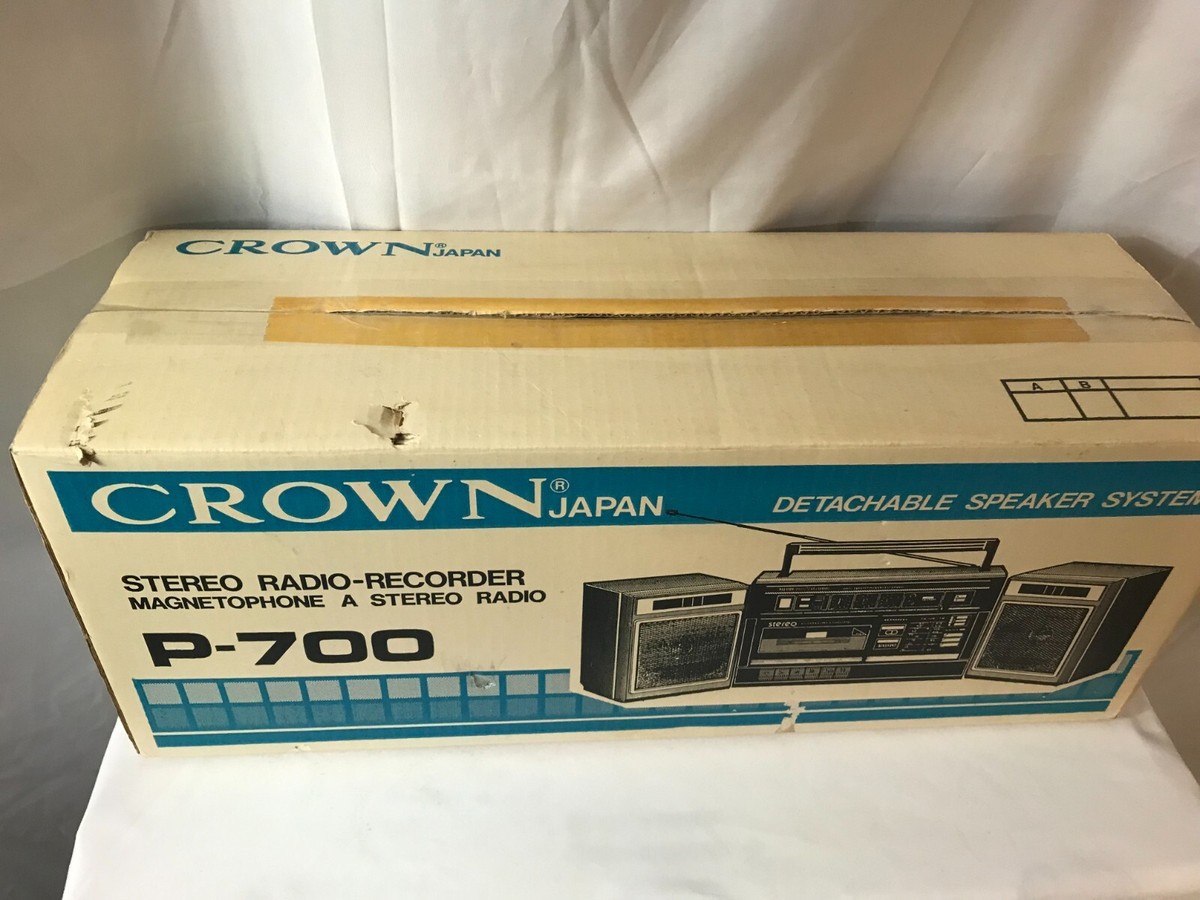 CROWN® JAPAN
A B
CROWN® JAPAN
DETACHABLE SPEAKER SYSTEM
STEREO RADIO-RECORDER
MAGNETOPHONE A STEREO RADIO
P-700
stereo